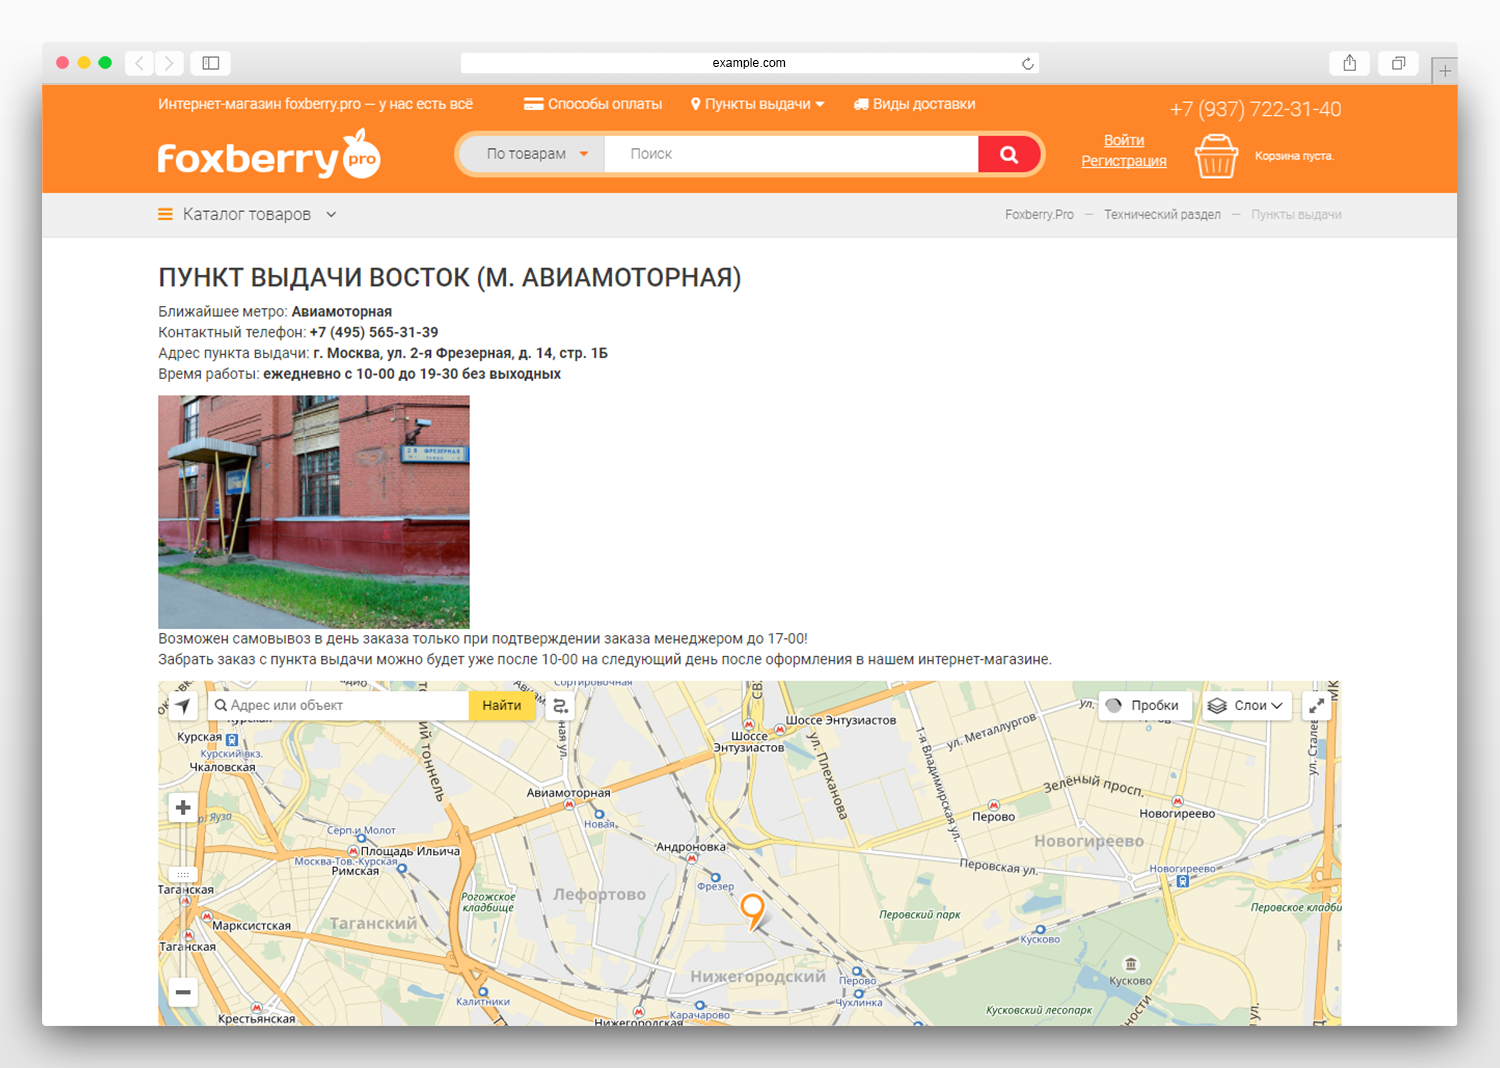 example.com
Интернет-магазин foxberry.pro — у нас есть всё
Способы оплаты
Пункты выдачи
Виды доставки
+7 (937) 722-31-40
foxberry pro
По товарам
Поиск
Войти
Регистрация
Корзина пуста.
Каталог товаров
Foxberry.Pro — Технический раздел — Пункты выдачи
ПУНКТ ВЫДАЧИ ВОСТОК (М. АВИАМОТОРНАЯ)
Ближайшее метро: Авиамоторная
Контактный телефон: +7 (495) 565-31-39
Адрес пункта выдачи: г. Москва, ул. 2-я Фрезерная, д. 14, стр. 1Б
Время работы: ежедневно с 10-00 до 19-30 без выходных
2-Я ФРЕЗЕРНАЯ
Возможен самовывоз в день заказа только при подтверждении заказа менеджером до 17-00!
Забрать заказ с пункта выдачи можно будет уже после 10-00 на следующий день после оформления в нашем интернет-магазине.
Сортировочная
Адрес или объект
Найти
Пробки
Слои
Курская
Курская
Курский вкз.
Чкаловская
Шоссе Энтузиастов
Шоссе
Энтузиастов
ул. Плеханова
1-я Владимирская ул.
ул. Металлургов
Зелёный просп.
Авиамоторная
Новая
Перово
Новогиреево
Новогиреево
р. Яуза
Серп и Молот
Площадь Ильича
Москва-Тов.-Курская
Римская
Андроновка
Фрезер
Перовская ул.
Новогиреево
Таганская
Марксистская
Таганская
Таганский
Рогожское
кладбище
Лефортово
Перовский парк
Перовское кладби
Кусково
Кусково
Нижегородский
Перово
Чухлинка
Калитники
Карачарово
Крестьянская
Нижегородская
Кусковский лесопарк